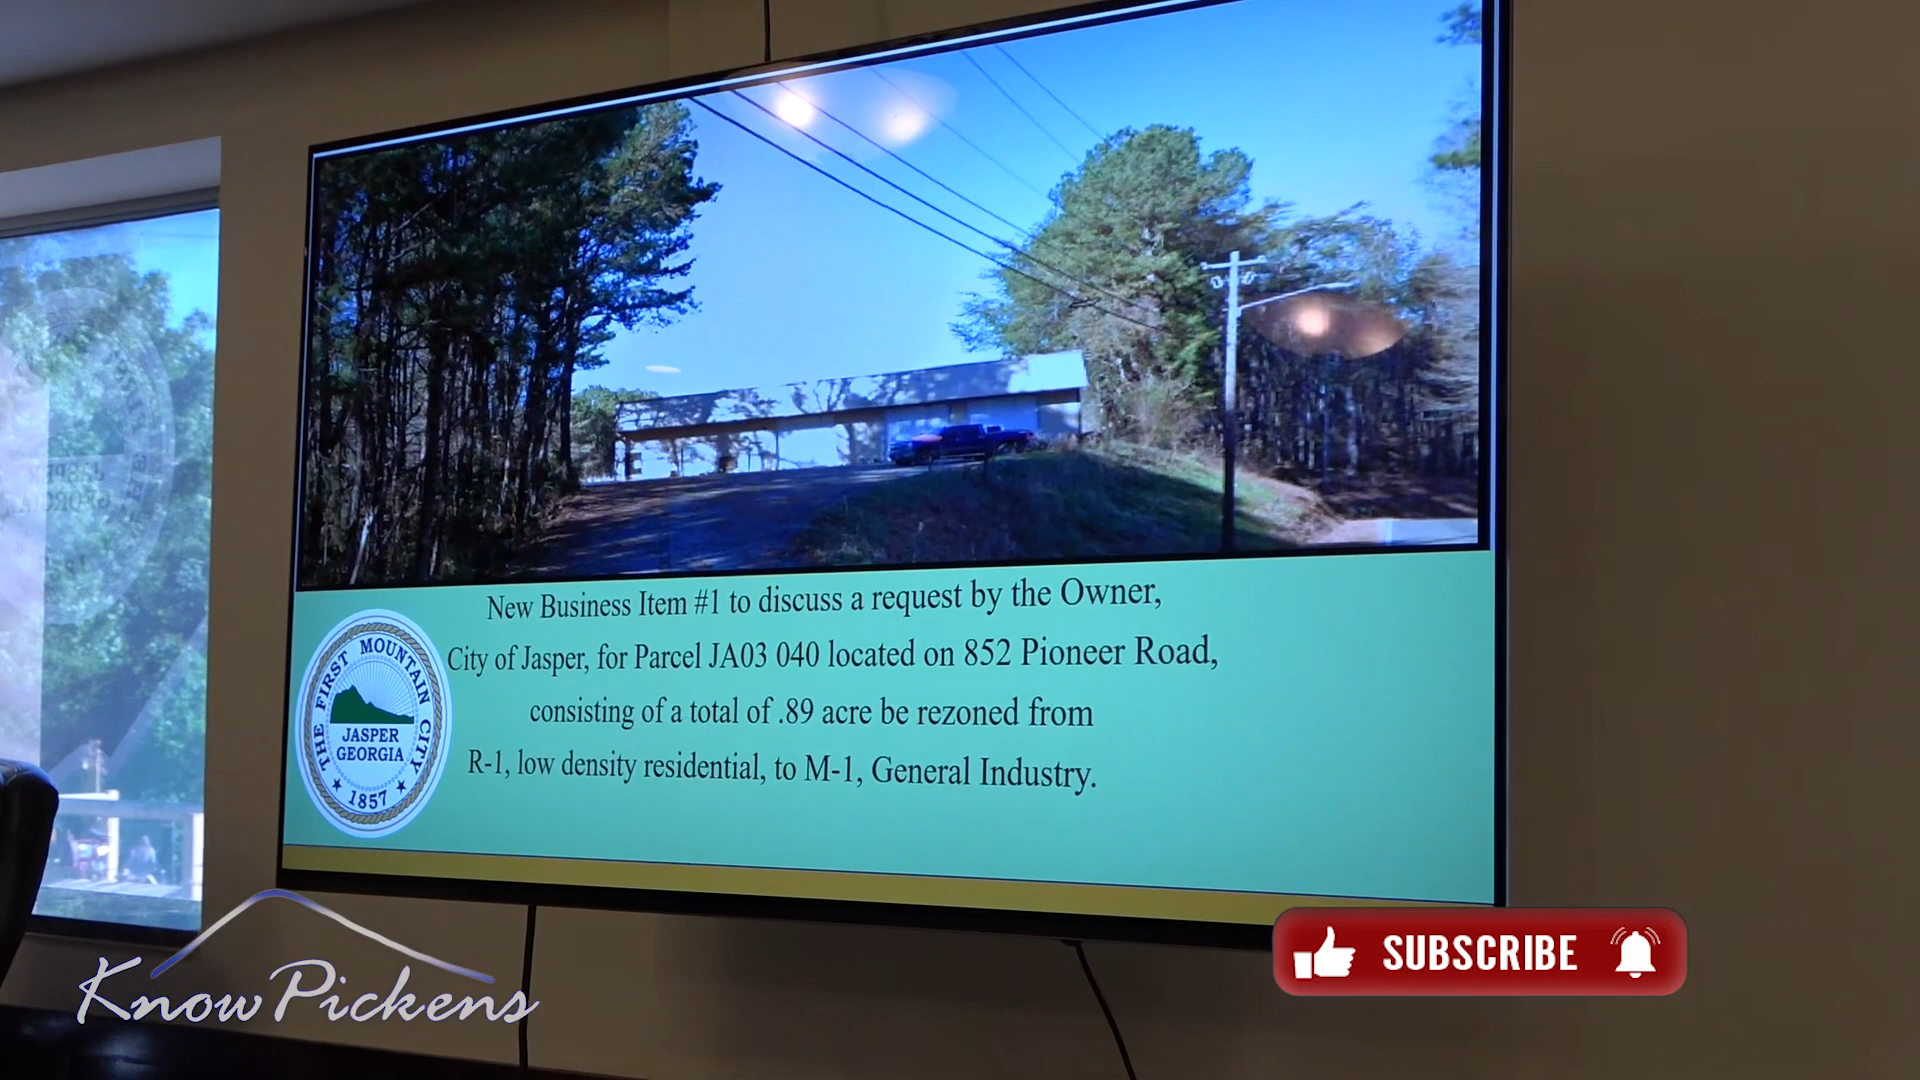 New Business Item #1 to discuss a request by the Owner,
City of Jasper, for Parcel JA03 040 located on 852 Pioneer Road,
consisting of a total of .89 acre be rezoned from
R-1, low density residential, to M-1, General Industry.
THE FIRST MOUNTAIN CITY
JASPER
GEORGIA
1857
KnowPickens
SUBSCRIBE